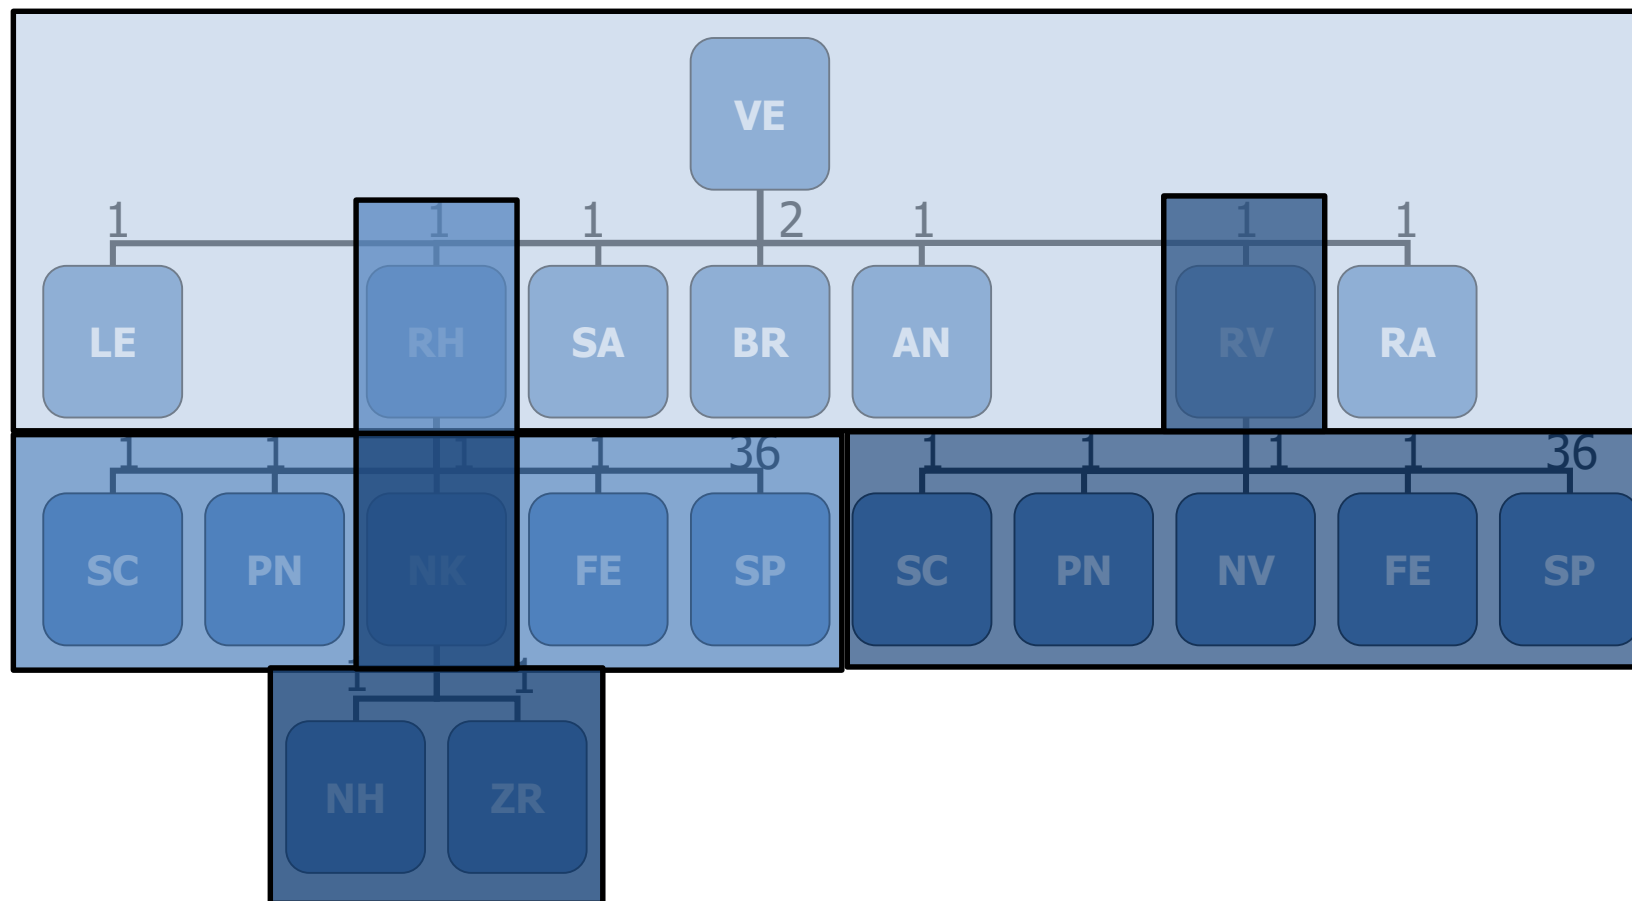 VE
1 1 1 2 1 1 1
LE RH SA BR AN RV RA
1 1 1 1 36 1 1 1 1 36
SC PN NK FE SP SC PN NV FE SP
1 1
NH ZR